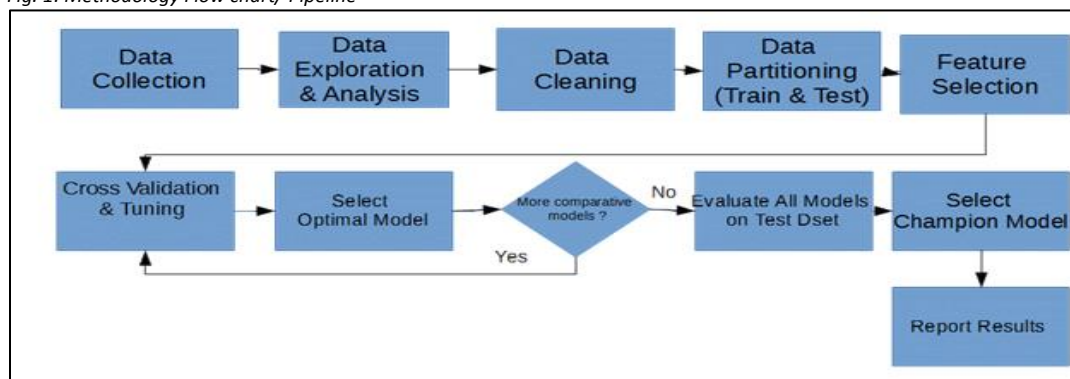 Fig. 1. Methodology Flow chart/ Pipeline
Data
Collection
Data
Exploration
& Analysis
Data
Cleaning
Data
Partitioning
(Train & Test)
Feature
Selection
Cross Validation
& Tuning
Select
Optimal Model
More comparative
models ?
No
Yes
Evaluate All Models
on Test Dset
Select
Champion Model
Report Results